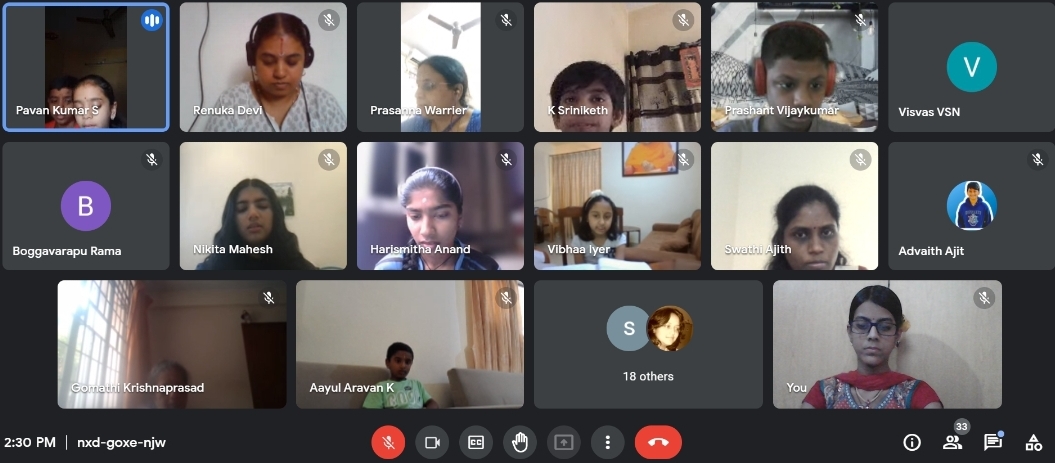 Pavan Kumar S
Renuka Devi
Prasanna Warrier
K Sriniketh
Prashant Vijaykumar
V
Visvas VSN
B
Boggavarapu Rama
Nikita Mahesh
Harismitha Anand
Vibhaa Iyer
Swathi Ajith
Advaith Ajit
Gomathi Krishnaprasad
Aayul Aravan K
S
18 others
You
2:30 PM | nxd-goxe-njw
CC
33